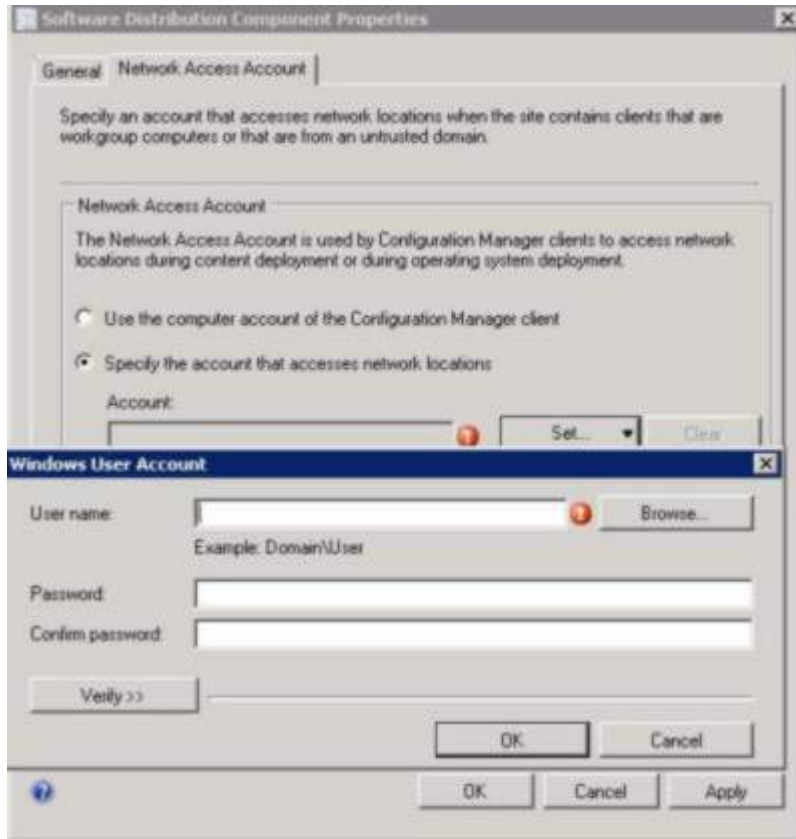 Software Distribution Component Properties
General Network Access Account
Specify an account that accesses network locations when the site contains clients that are
workgroup computers or that are from an untrusted domain.
Network Access Account
The Network Access Account is used by Configuration Manager clients to access network
locations during content deployment or during operating system deployment.
Use the computer account of the Configuration Manager client
Specify the account that accesses network locations
Account:
Set... Clear
Windows User Account
User name: Browse...
Example: Domain\User
Password:
Confirm password:
Verify >>
OK Cancel
OK Cancel Apply